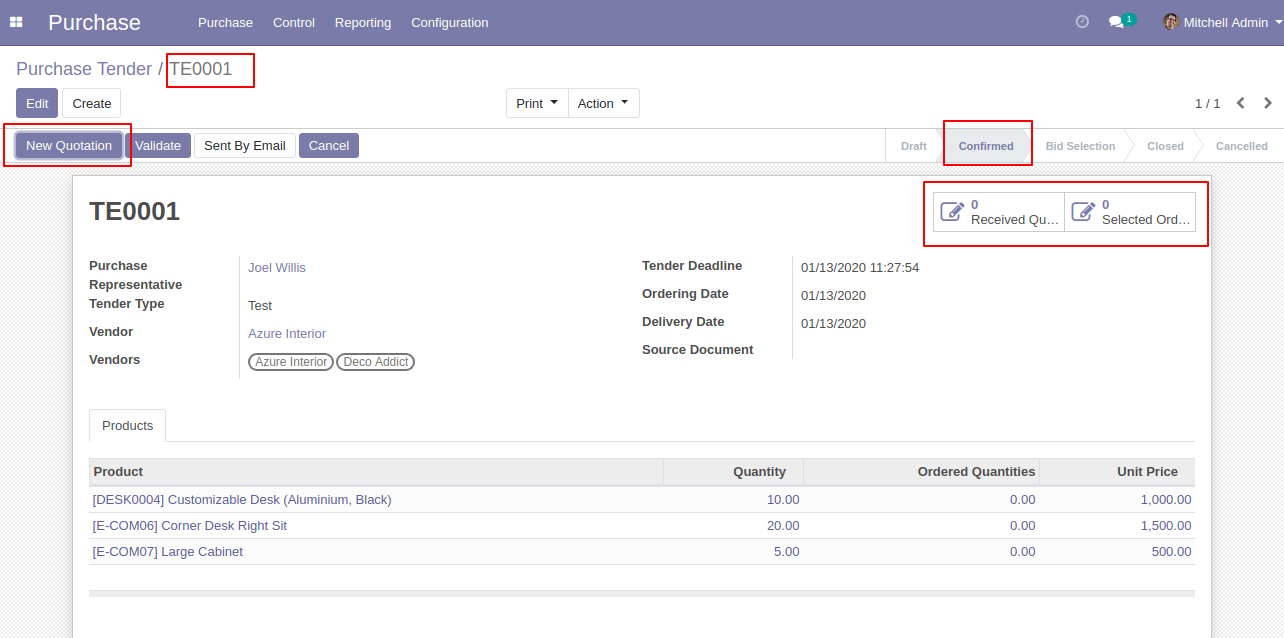 Purchase Purchase Control Reporting Configuration 1 Mitchell Admin
Purchase Tender / TE0001
Edit Create Print Action 1 / 1
New Quotation Validate Sent By Email Cancel Draft Confirmed Bid Selection Closed Cancelled
TE0001
0
Received Qu...
0
Selected Ord...
Purchase
Representative
Joel Willis
Tender Type Test
Vendor Azure Interior
Vendors Azure Interior Deco Addict
Tender Deadline 01/13/2020 11:27:54
Ordering Date 01/13/2020
Delivery Date 01/13/2020
Source Document
Products
Product Quantity Ordered Quantities Unit Price
[DESK0004] Customizable Desk (Aluminium, Black) 10.00 0.00 1,000.00
[E-COM06] Corner Desk Right Sit 20.00 0.00 1,500.00
[E-COM07] Large Cabinet 5.00 0.00 500.00